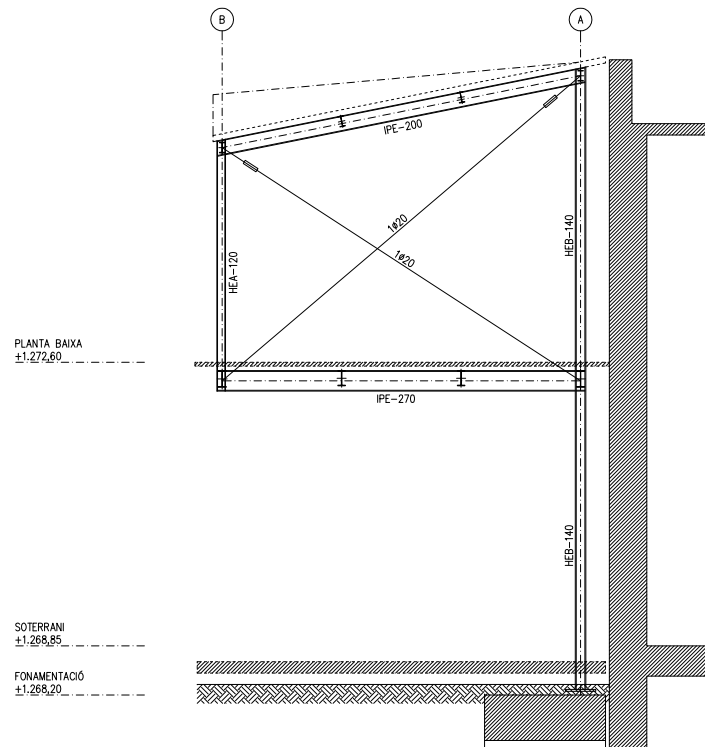 B
A
IPE-200
1ø20
1ø20
HEA-120
HEB-140
PLANTA BAIXA
+1.272,60
IPE-270
HEB-140
SOTERRANI
+1.268,85
FONAMENTACIÓ
+1.268,20